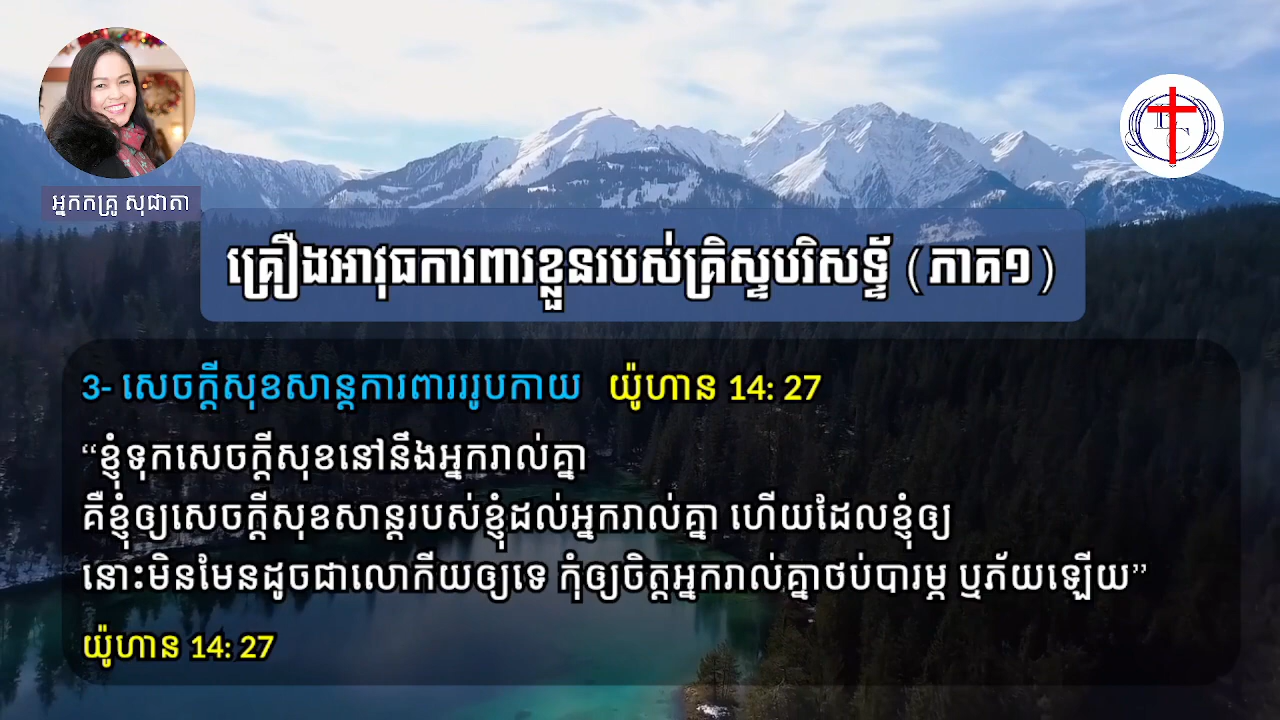 អ្នកកគ្រូ សុជាតា
គ្រឿងអាវុធការពារខ្លួនរបស់គ្រិស្ទបរិសទ្ទ័ (ភាគ១)
3- សេចក្តីសុខសាន្តការពាររររូបកាយ យ៉ូហាន 14: 27
“ខ្ញុំទុកសេចក្តីសុខនៅនឹងអ្នករាល់គ្នា
គឺខ្ញុំឲ្យសេចក្តីសុខសាន្តរបស់ខ្ញុំដល់អ្នករាល់គ្នា ហើយដែលខ្ញុំឲ្យ
នោះមិនមែនដូចជាលោកីយឲ្យទេ កុំឲ្យចិត្តអ្នករាល់គ្នាថប់បារម្ភ ឬភ័យឡើយ”
យ៉ូហាន 14: 27